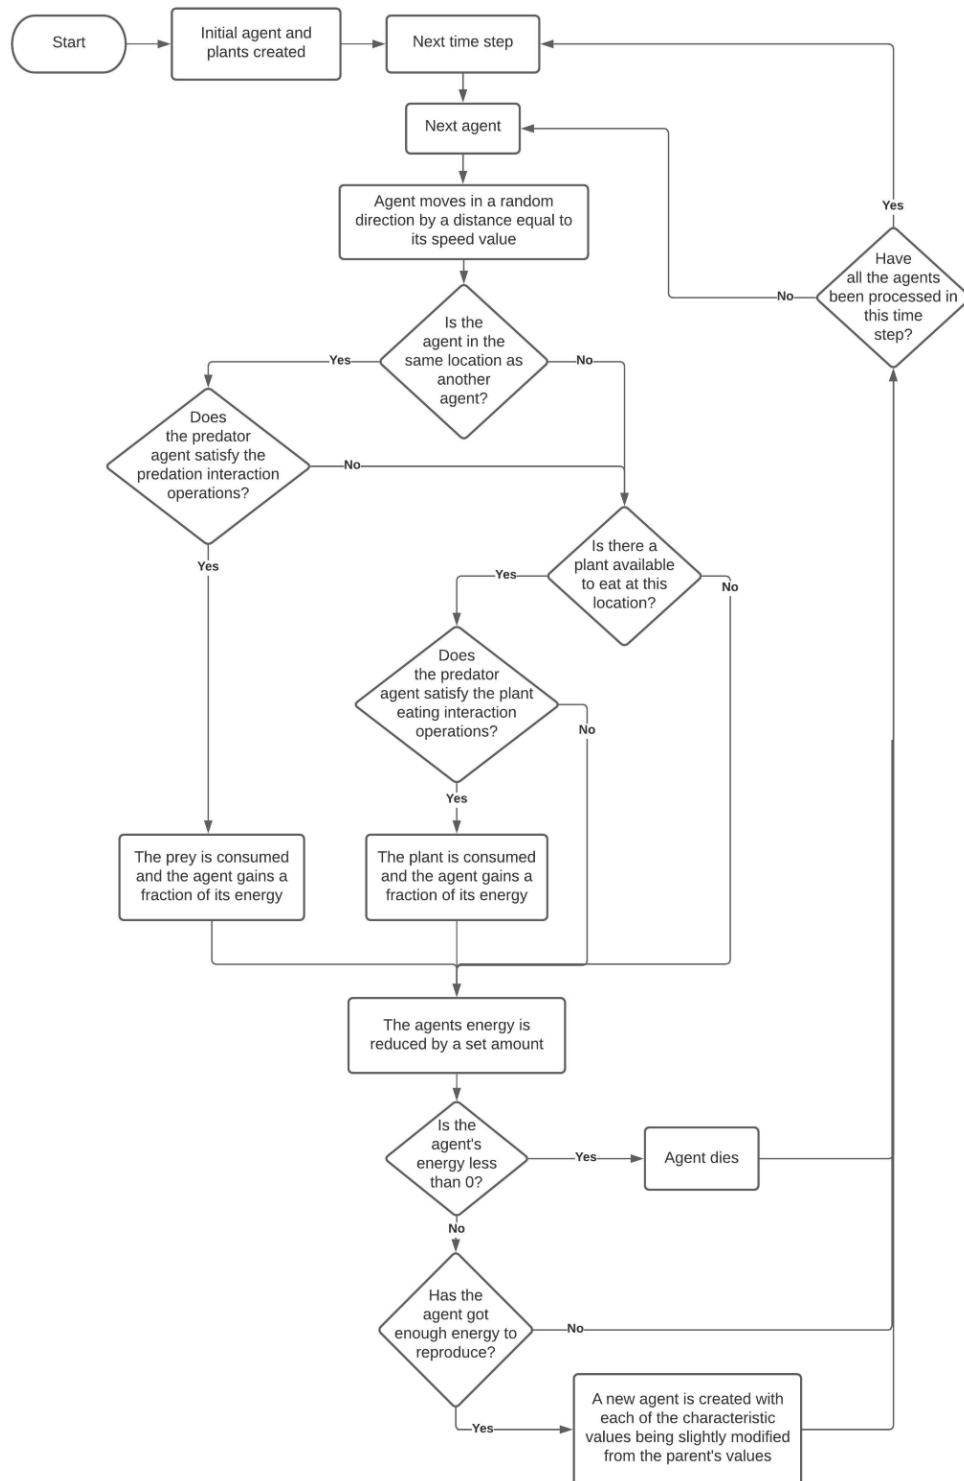 Start
Initial agent and
plants created
Next time step
Next agent
Agent moves in a random
direction by a distance equal to
its speed value
Yes
Have
all the agents
been processed in
this time
step?
No
Is the
agent in the
same location as
another
agent?
Yes
No
Does
the predator
agent satisfy the
predation interaction
operations?
No
Yes
Is there a
plant available
to eat at this
location?
Yes
No
Does
the predator
agent satisfy the plant
eating interaction
operations?
No
Yes
The prey is consumed
and the agent gains a
fraction of its energy
The plant is consumed
and the agent gains a
fraction of its energy
The agents energy is
reduced by a set amount
Is the
agent's
energy less
than 0?
Yes
Agent dies
No
Has the
agent got
enough energy to
reproduce?
No
Yes
A new agent is created with
each of the characteristic
values being slightly modified
from the parent's values